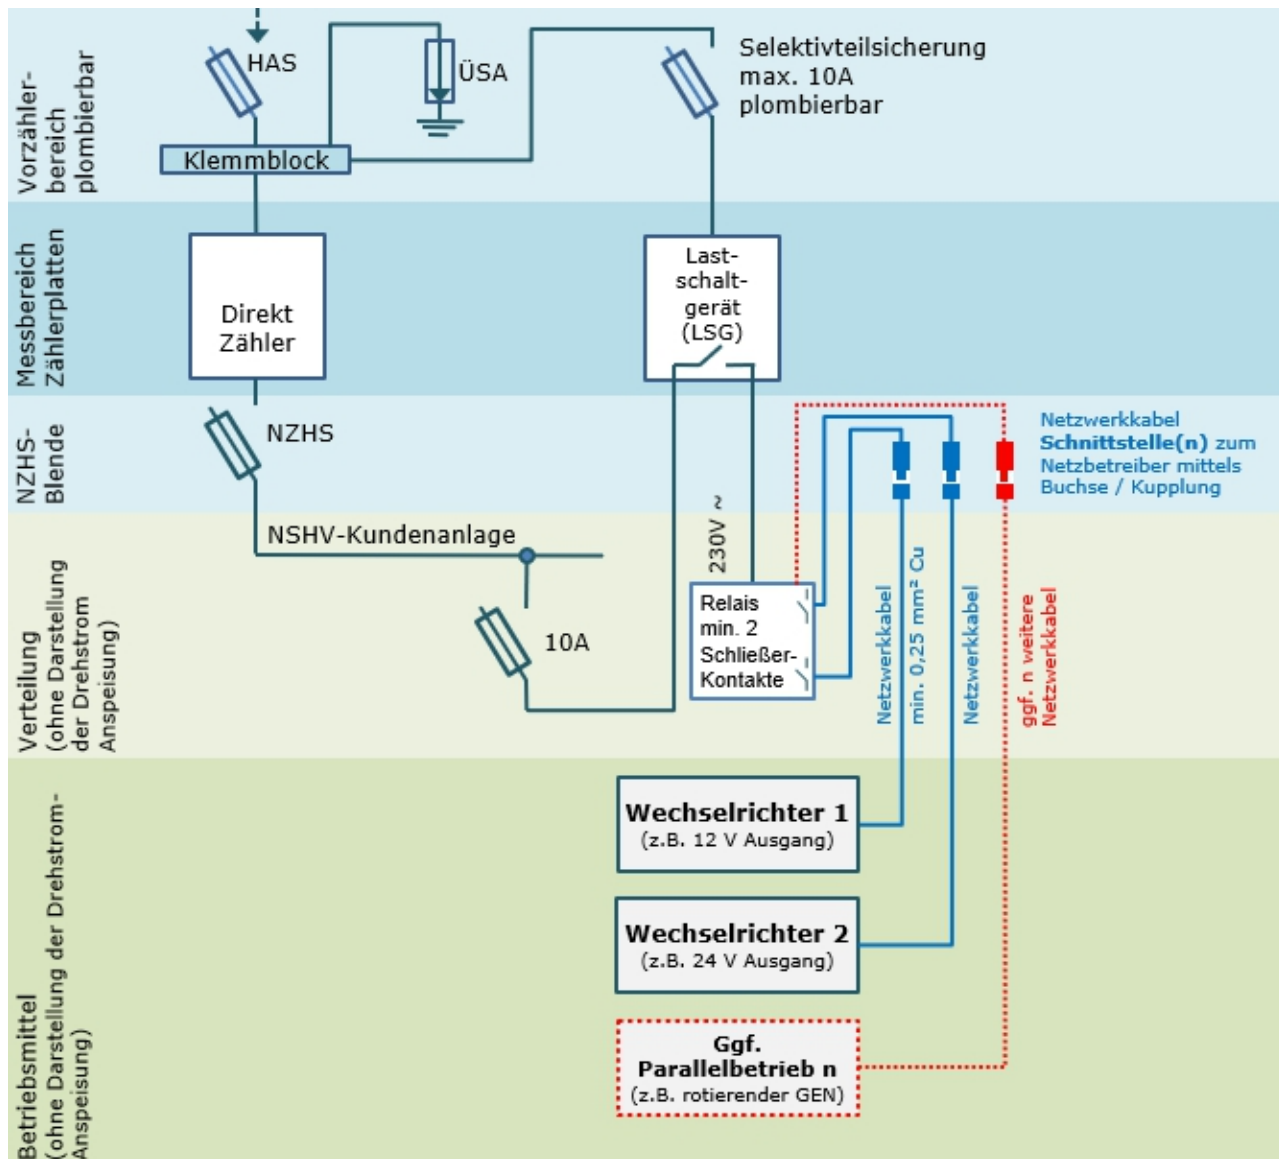 HAS
ÜSA
Selektivteilsicherung
max. 10A
plombierbar
Klemmblock
Vorzähler-
bereich
plombierbar
Direkt
Zähler
Last-
schalt-
gerät
(LSG)
Messbereich
Zählerplatten
NZHS
NZHS-
Blende
Netzwerkkabel
Schnittstelle(n) zum
Netzbetreiber mittels
Buchse / Kupplung
NSHV-Kundenanlage
230V ~
10A
Relais
min. 2
Schließer-
Kontakte
Netzwerkkabel
min. 0,25 mm² Cu
Netzwerkkabel
ggf. n weitere
Netzwerkkabel
Verteilung
(ohne Darstellung
der Drehstrom
Anspeisung)
Wechselrichter 1
(z.B. 12 V Ausgang)
Wechselrichter 2
(z.B. 24 V Ausgang)
Ggf.
Parallelbetrieb n
(z.B. rotierender GEN)
Betriebsmittel
(ohne Darstellung der Drehstrom-
Anspeisung)